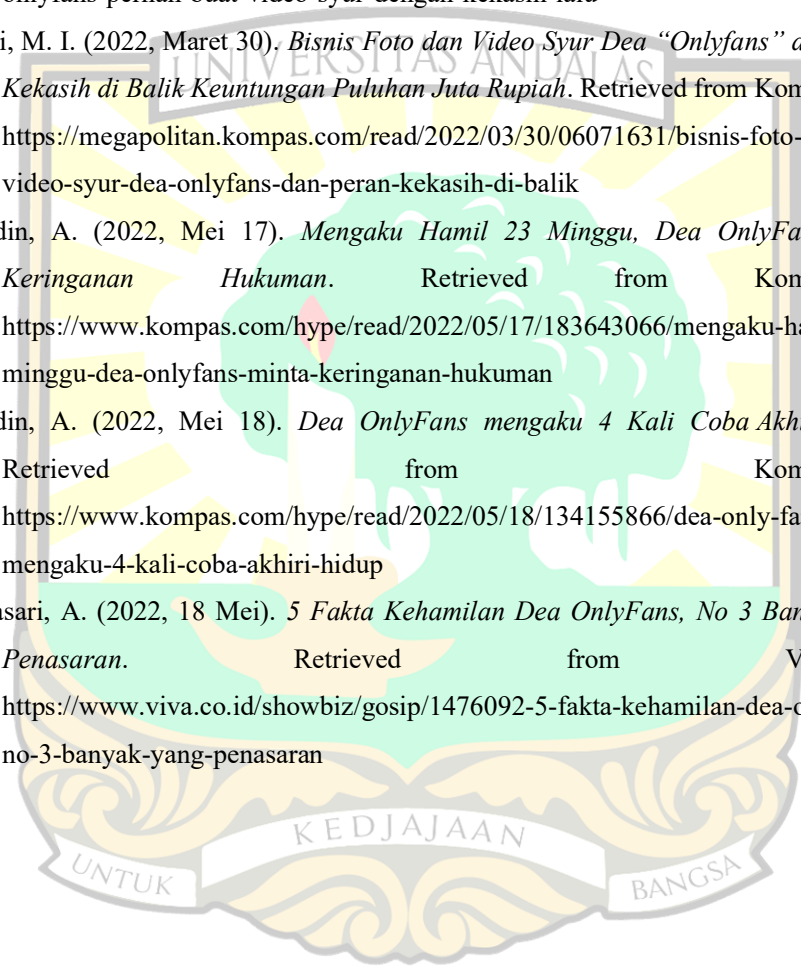 onlyfans-pernah-buat-video-syur-dengan-kekasih-lalu
i, M. I. (2022, Maret 30). Bisnis Foto dan Video Syur Dea “Onlyfans” d
Kekasih di Balik Keuntungan Puluhan Juta Rupiah. Retrieved from Kom
https://megapolitan.kompas.com/read/2022/03/30/06071631/bisnis-foto-
video-syur-dea-onlyfans-dan-peran-kekasih-di-balik
din, A. (2022, Mei 17). Mengaku Hamil 23 Minggu, Dea OnlyFa
Keringanan Hukuman. Retrieved from Kom
https://www.kompas.com/hype/read/2022/05/17/183643066/mengaku-ha
minggu-dea-onlyfans-minta-keringanan-hukuman
din, A. (2022, Mei 18). Dea OnlyFans mengaku 4 Kali Coba Akh
Retrieved from Kom
https://www.kompas.com/hype/read/2022/05/18/134155866/dea-only-fa
mengaku-4-kali-coba-akhiri-hidup
sari, A. (2022, 18 Mei). 5 Fakta Kehamilan Dea OnlyFans, No 3 Ban
Penasaran. Retrieved from V
https://www.viva.co.id/showbiz/gosip/1476092-5-fakta-kehamilan-dea-o
no-3-banyak-yang-penasaran
UNIVERSITAS ANDALAS
UNTUK KEDJAJAAN BANGSA